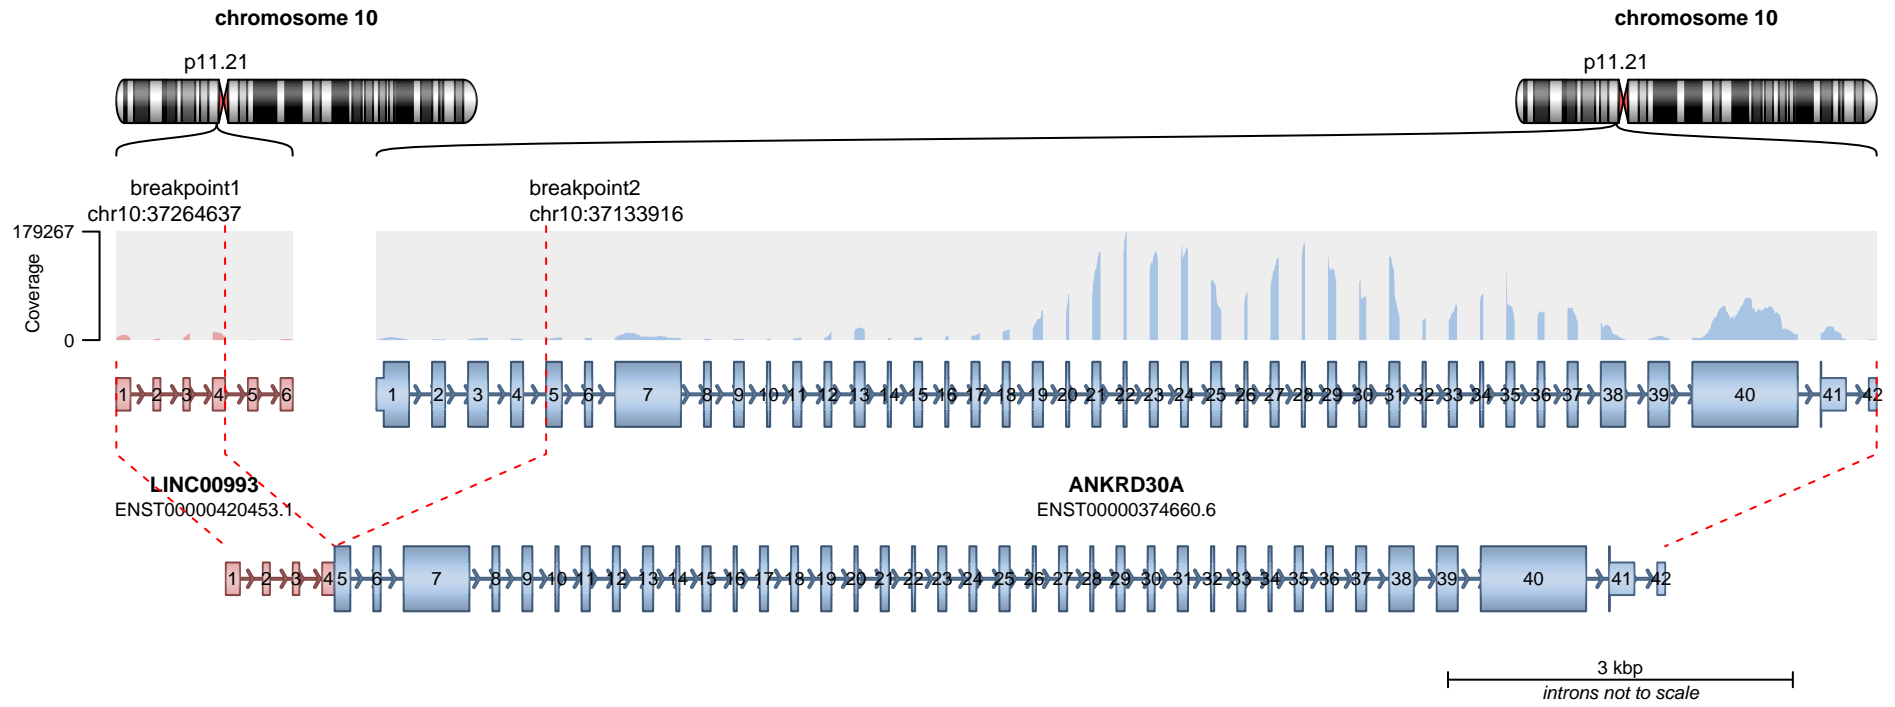 chromosome 10 chromosome 10
p11.21 p11.21
breakpoint1 breakpoint2
chr10:37264637 chr10:37133916
179267
Coverage
0
1 2 3 4 5 6 1 2 3 4 5 6 7 8 9 10 11 12 13 14 15 16 17 18 19 20 21 22 23 24 25 26 27 28 29 30 31 32 33 34 35 36 37 38 39 40 41 42
LINC00993 ANKRD30A
ENST00000420453.1 ENST00000374660.6
1 2 3 4 5 6 7 8 9 10 11 12 13 14 15 16 17 18 19 20 21 22 23 24 25 26 27 28 29 30 31 32 33 34 35 36 37 38 39 40 41 42
3 kbp
introns not to scale